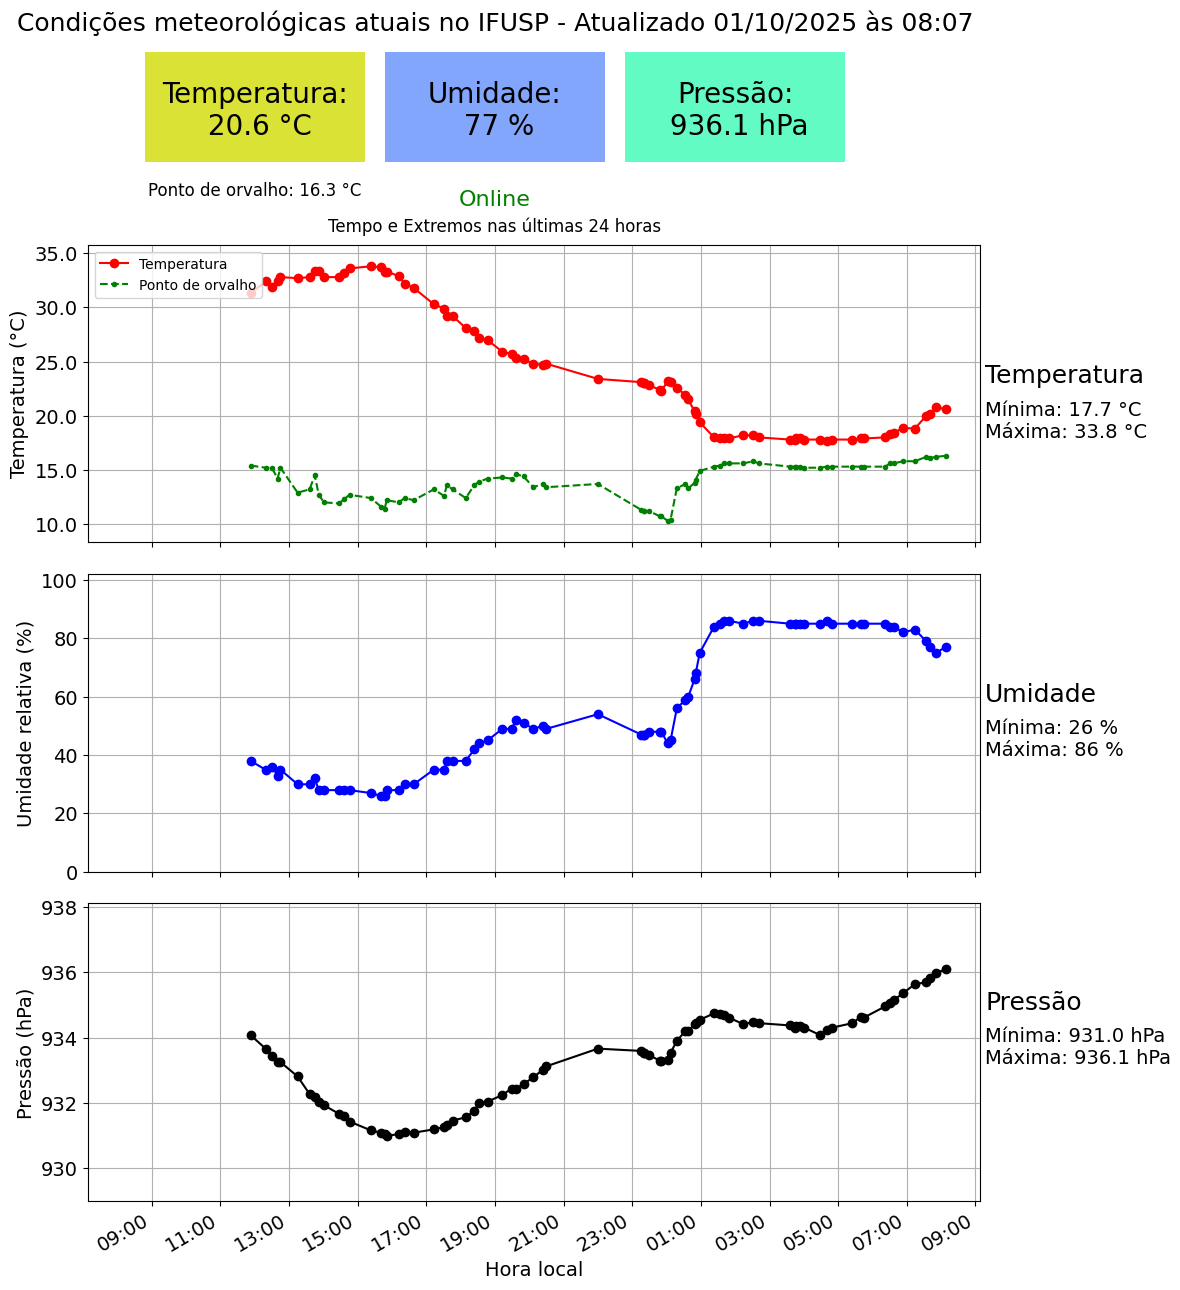 Condições meteorológicas atuais no IFUSP - Atualizado 01/10/2025 às 08:07
Temperatura:
20.6 °C
Umidade:
77 %
Pressão:
936.1 hPa
Ponto de orvalho: 16.3 °C
Online
Tempo e Extremos nas últimas 24 horas
Temperatura (°C)
35.0
30.0
25.0
20.0
15.0
10.0
Temperatura
Ponto de orvalho
Temperatura
Mínima: 17.7 °C
Máxima: 33.8 °C
Umidade relativa (%)
100
80
60
40
20
0
Umidade
Mínima: 26 %
Máxima: 86 %
Pressão (hPa)
938
936
934
932
930
Pressão
Mínima: 931.0 hPa
Máxima: 936.1 hPa
09:00 11:00 13:00 15:00 17:00 19:00 21:00 23:00 01:00 03:00 05:00 07:00 09:00
Hora local